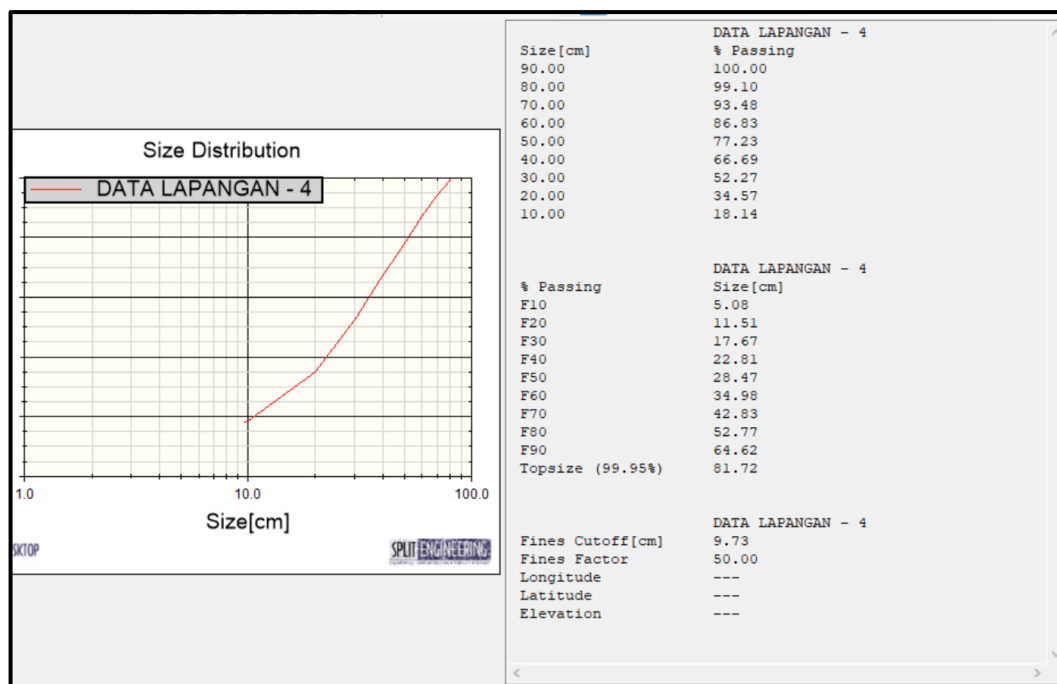 Size Distribution
DATA LAPANGAN - 4
1.0 10.0 100.0
Size[cm]
SKTOP
SPLIT ENGINEERING
DATA LAPANGAN - 4
Size[cm] % Passing
90.00 100.00
80.00 99.10
70.00 93.48
60.00 86.83
50.00 77.23
40.00 66.69
30.00 52.27
20.00 34.57
10.00 18.14
DATA LAPANGAN - 4
% Passing Size[cm]
F10 5.08
F20 11.51
F30 17.67
F40 22.81
F50 28.47
F60 34.98
F70 42.83
F80 52.77
F90 64.62
Topsize (99.95%) 81.72
DATA LAPANGAN - 4
Fines Cutoff[cm] 9.73
Fines Factor 50.00
Longitude ---
Latitude ---
Elevation ---